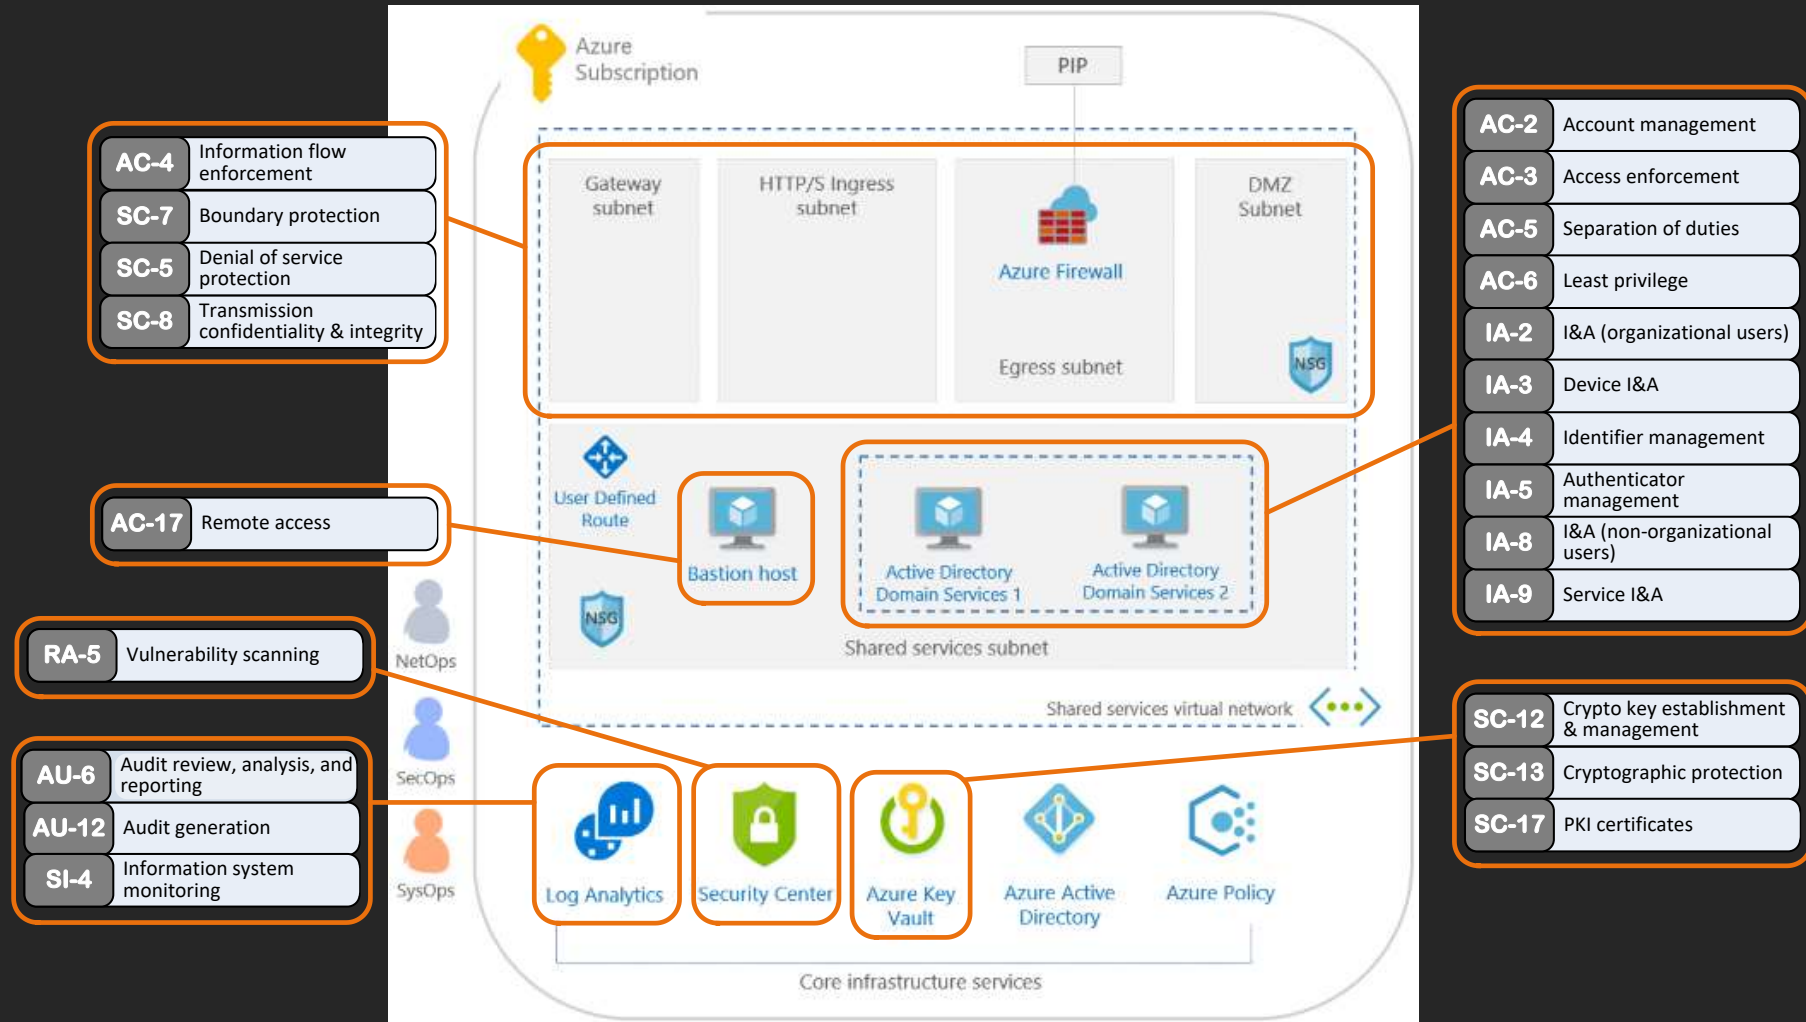 Azure
Subscription
PIP
AC-4
Information flow
enforcement
SC-7
Boundary protection
SC-5
Denial of service
protection
SC-8
Transmission
confidentiality & integrity
Gateway
subnet
HTTP/S Ingress
subnet
Azure Firewall
Egress subnet
DMZ
Subnet
NSG
AC-2
Account management
AC-3
Access enforcement
AC-5
Separation of duties
AC-6
Least privilege
IA-2
I&A (organizational users)
IA-3
Device I&A
IA-4
Identifier management
IA-5
Authenticator
management
IA-8
I&A (non-organizational
users)
IA-9
Service I&A
AC-17
Remote access
User Defined
Route
Bastion host
Active Directory
Domain Services 1
Active Directory
Domain Services 2
NSG
Shared services subnet
Shared services virtual network
NetOps
SecOps
SysOps
RA-5
Vulnerability scanning
AU-6
Audit review, analysis, and
reporting
AU-12
Audit generation
SI-4
Information system
monitoring
SC-12
Crypto key establishment
& management
SC-13
Cryptographic protection
SC-17
PKI certificates
Log Analytics
Security Center
Azure Key
Vault
Azure Active
Directory
Azure Policy
Core infrastructure services